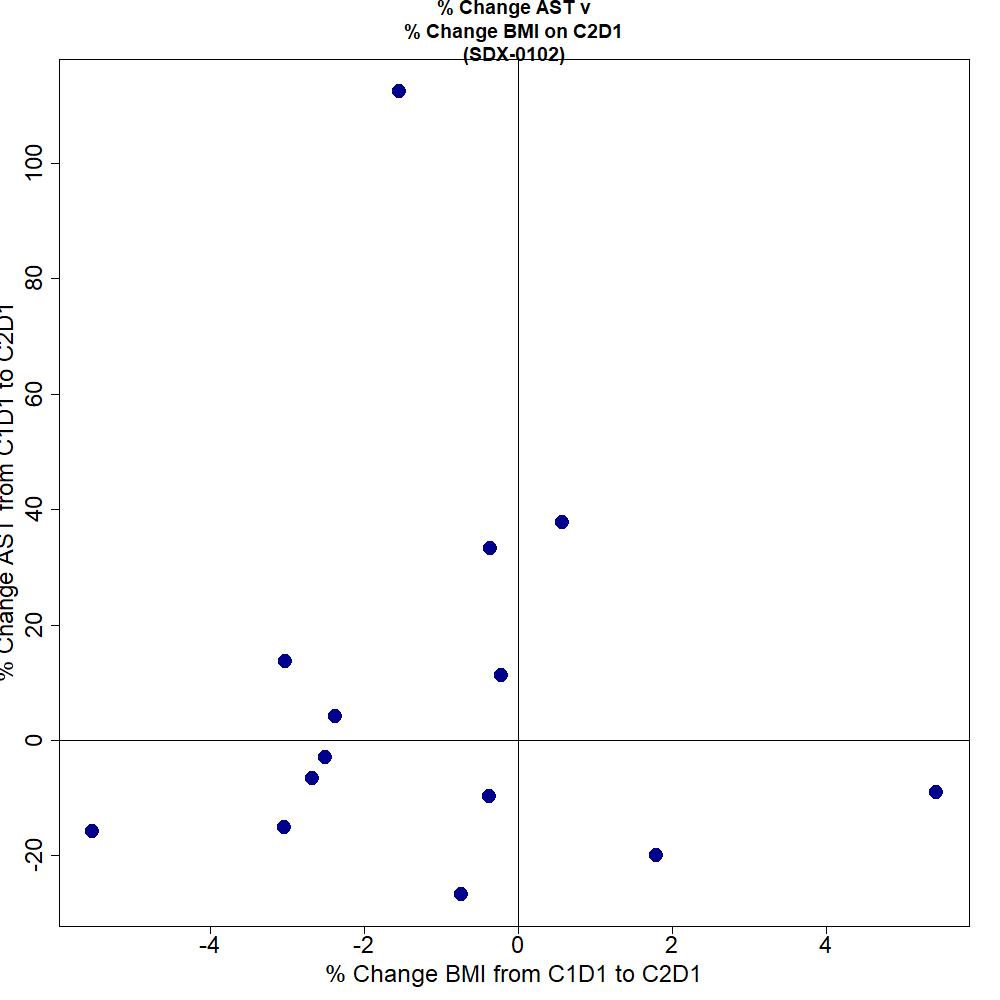 % Change AST v
% Change BMI on C2D1
(SDX-0102)
% Change AST from C1D1 to C2D1
100
80
60
40
20
0
-20
-4
-2
0
2
4
% Change BMI from C1D1 to C2D1